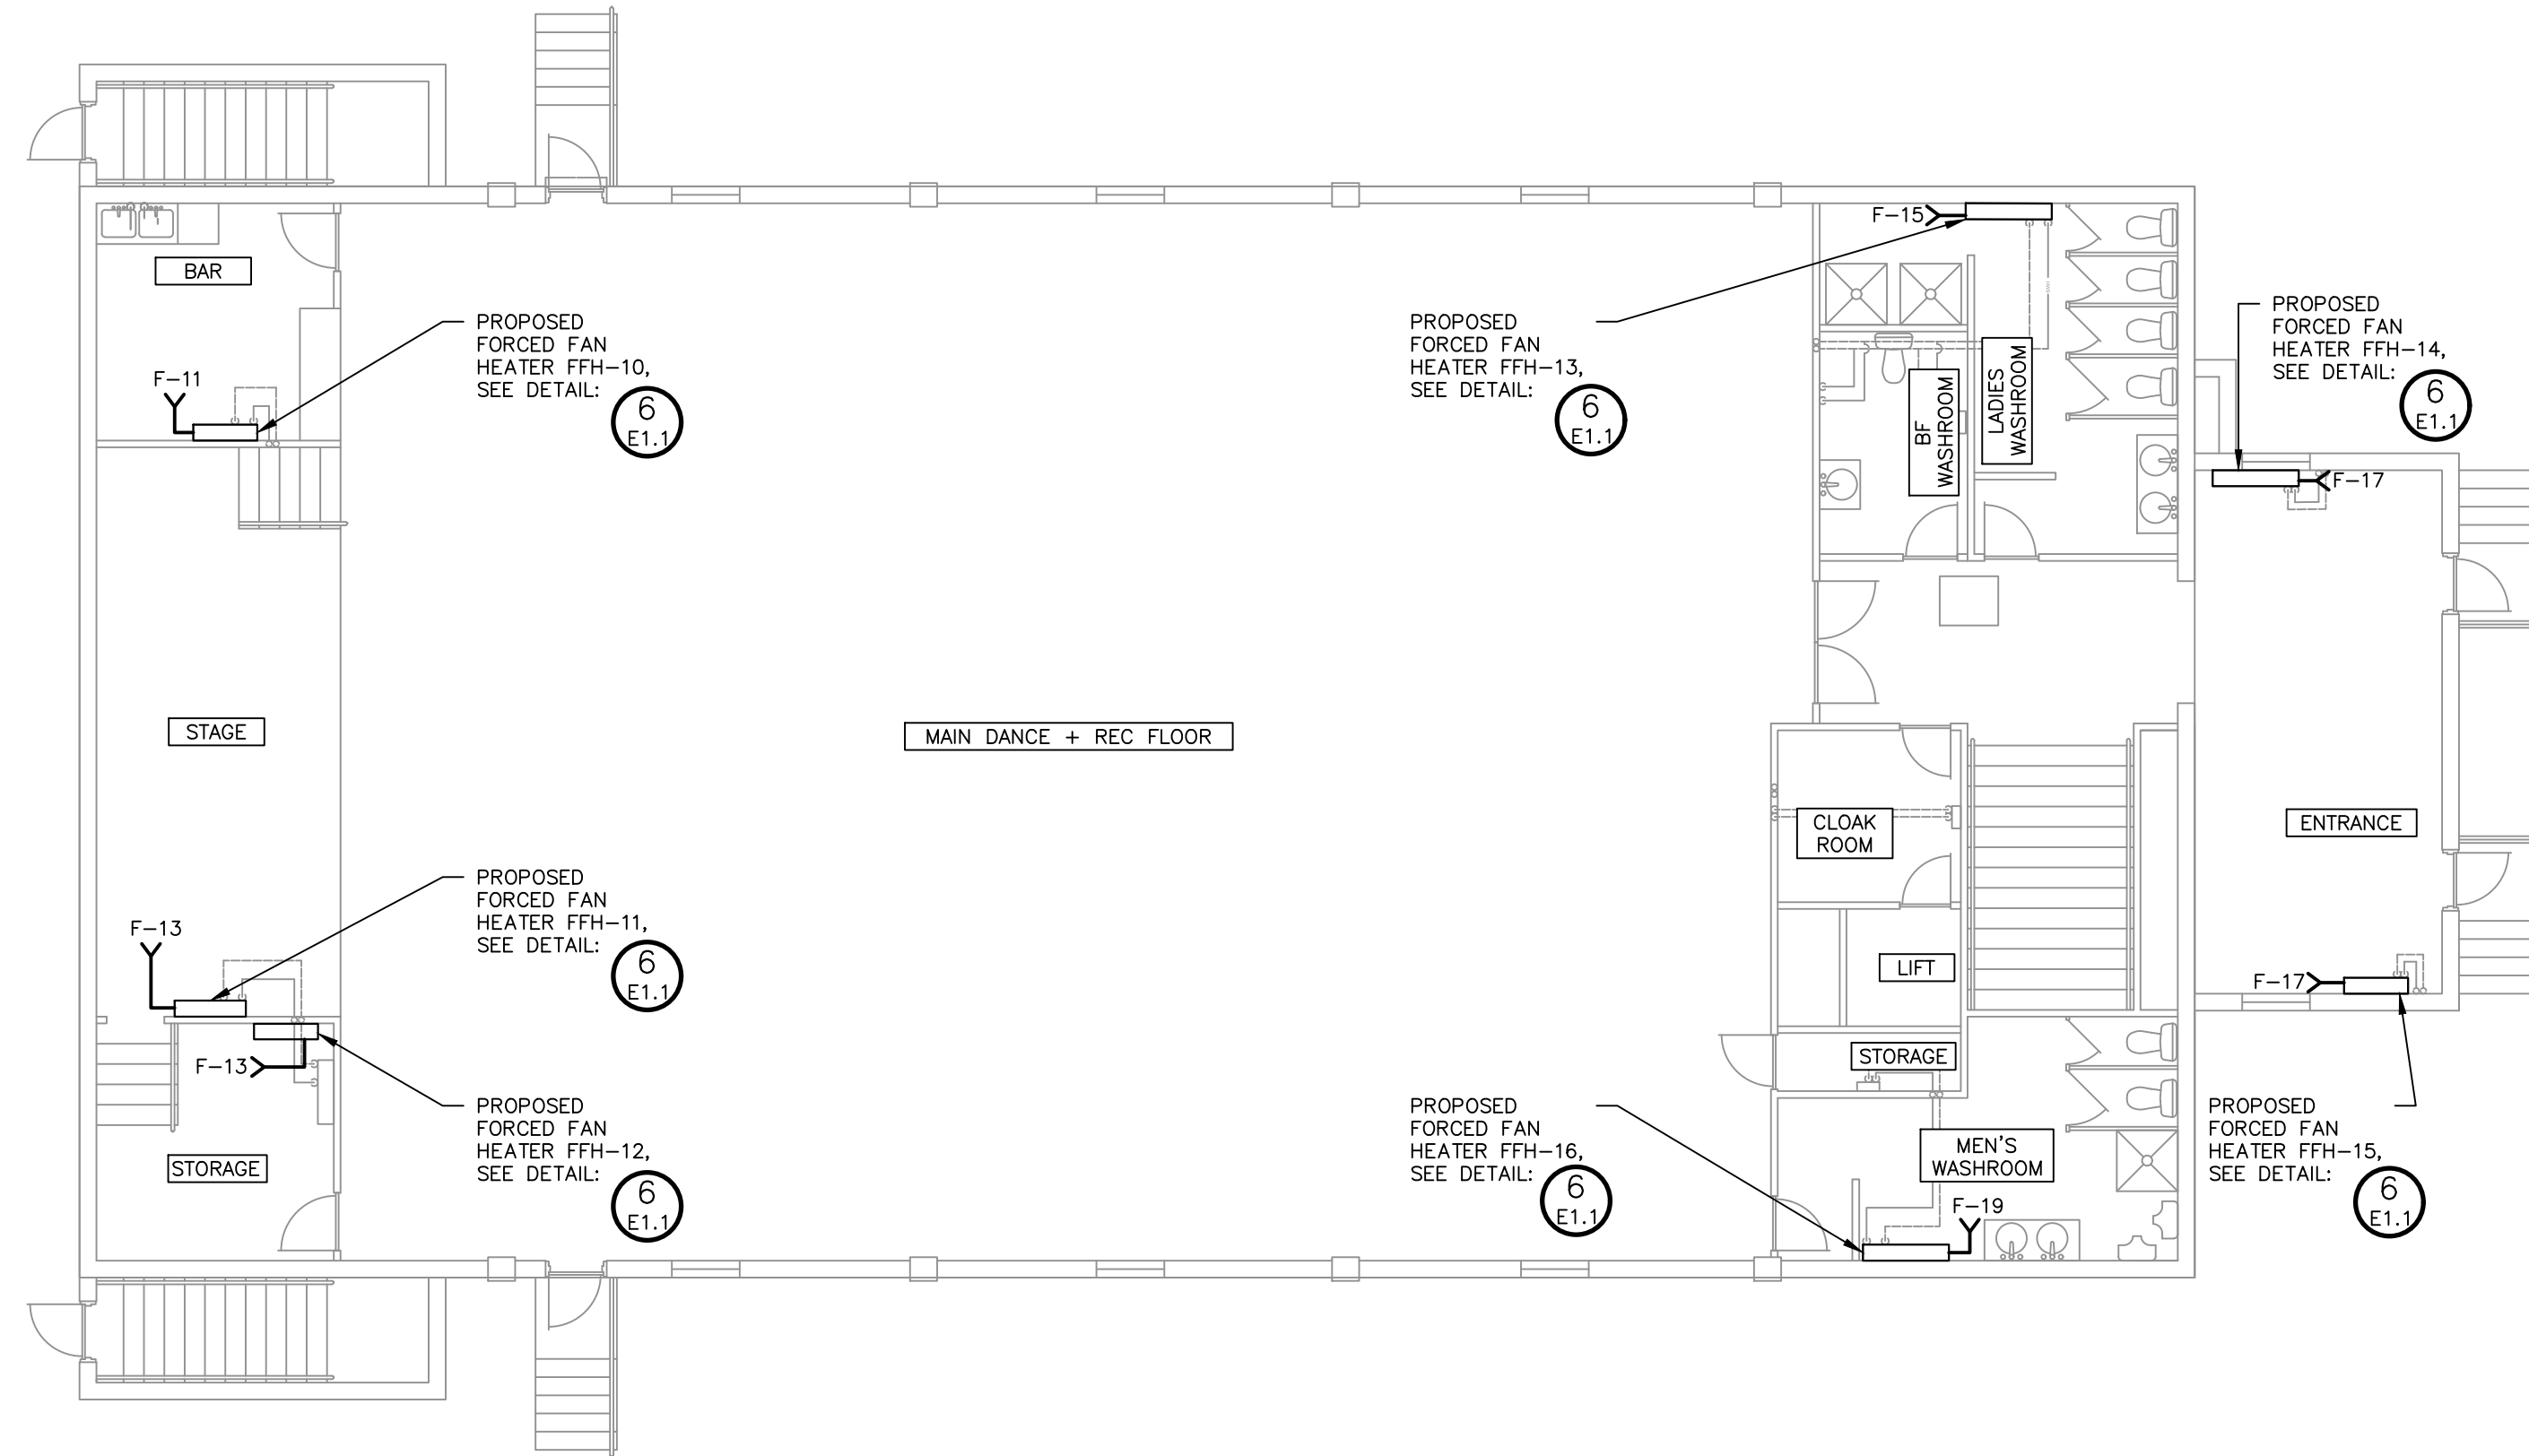 F-15
BAR
PROPOSED
FORCED FAN
HEATER FFH-10,
SEE DETAIL:
6
E1.1
F-11
PROPOSED
FORCED FAN
HEATER FFH-13,
SEE DETAIL:
6
E1.1
BF
WASHROOM
LADIES
WASHROOM
PROPOSED
FORCED FAN
HEATER FFH-14,
SEE DETAIL:
6
E1.1
F-17
STAGE
MAIN DANCE + REC FLOOR
CLOAK
ROOM
ENTRANCE
PROPOSED
FORCED FAN
HEATER FFH-11,
SEE DETAIL:
6
E1.1
F-13
LIFT
F-17
F-13
STORAGE
PROPOSED
FORCED FAN
HEATER FFH-12,
SEE DETAIL:
6
E1.1
STORAGE
PROPOSED
FORCED FAN
HEATER FFH-16,
SEE DETAIL:
6
E1.1
MEN'S
WASHROOM
F-19
PROPOSED
FORCED FAN
HEATER FFH-15,
SEE DETAIL:
6
E1.1